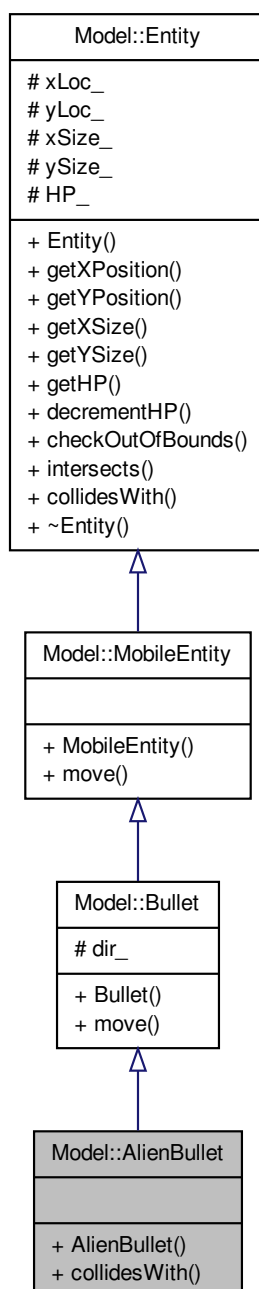 Model::Entity
# xLoc_
# yLoc_
# xSize_
# ySize_
# HP_
+ Entity()
+ getXPosition()
+ getYPosition()
+ getXSize()
+ getYSize()
+ getHP()
+ decrementHP()
+ checkOutOfBounds()
+ intersects()
+ collidesWith()
+ ~Entity()
Model::MobileEntity
+ MobileEntity()
+ move()
Model::Bullet
# dir_
+ Bullet()
+ move()
Model::AlienBullet
+ AlienBullet()
+ collidesWith()